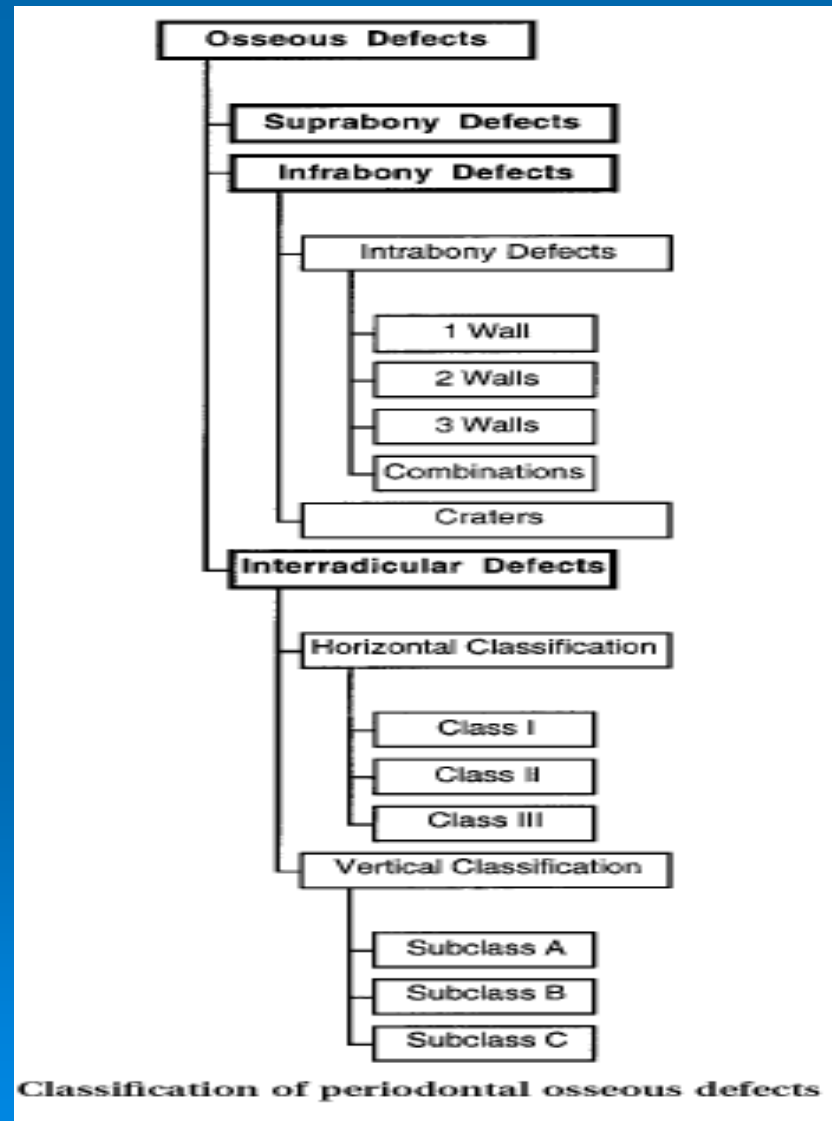 Osseous Defects
Suprabony Defects
Infrabony Defects
Intrabony Defects
1 Wall
2 Walls
3 Walls
Combinations
Craters
Interradicular Defects
Horizontal Classification
Class I
Class II
Class III
Vertical Classification
Subclass A
Subclass B
Subclass C
Classification of periodontal osseous defects